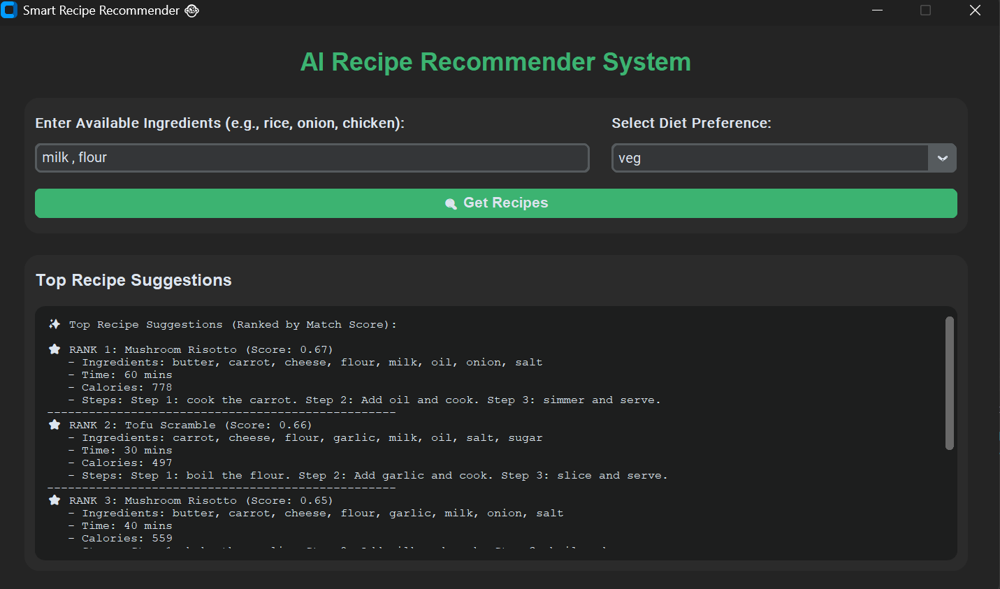 Smart Recipe Recommender
AI Recipe Recommender System
Enter Available Ingredients (e.g., rice, onion, chicken):
Select Diet Preference:
milk , flour
veg
Get Recipes
Top Recipe Suggestions
Top Recipe Suggestions (Ranked by Match Score):
RANK 1: Mushroom Risotto (Score: 0.67)
- Ingredients: butter, carrot, cheese, flour, milk, oil, onion, salt
- Time: 60 mins
- Calories: 778
- Steps: Step 1: cook the carrot. Step 2: Add oil and cook. Step 3: simmer and serve.
--------------------------------------------------
RANK 2: Tofu Scramble (Score: 0.66)
- Ingredients: carrot, cheese, flour, garlic, milk, oil, salt, sugar
- Time: 30 mins
- Calories: 497
- Steps: Step 1: boil the flour. Step 2: Add garlic and cook. Step 3: slice and serve.
--------------------------------------------------
RANK 3: Mushroom Risotto (Score: 0.65)
- Ingredients: butter, carrot, cheese, flour, garlic, milk, onion, salt
- Time: 40 mins
- Calories: 559